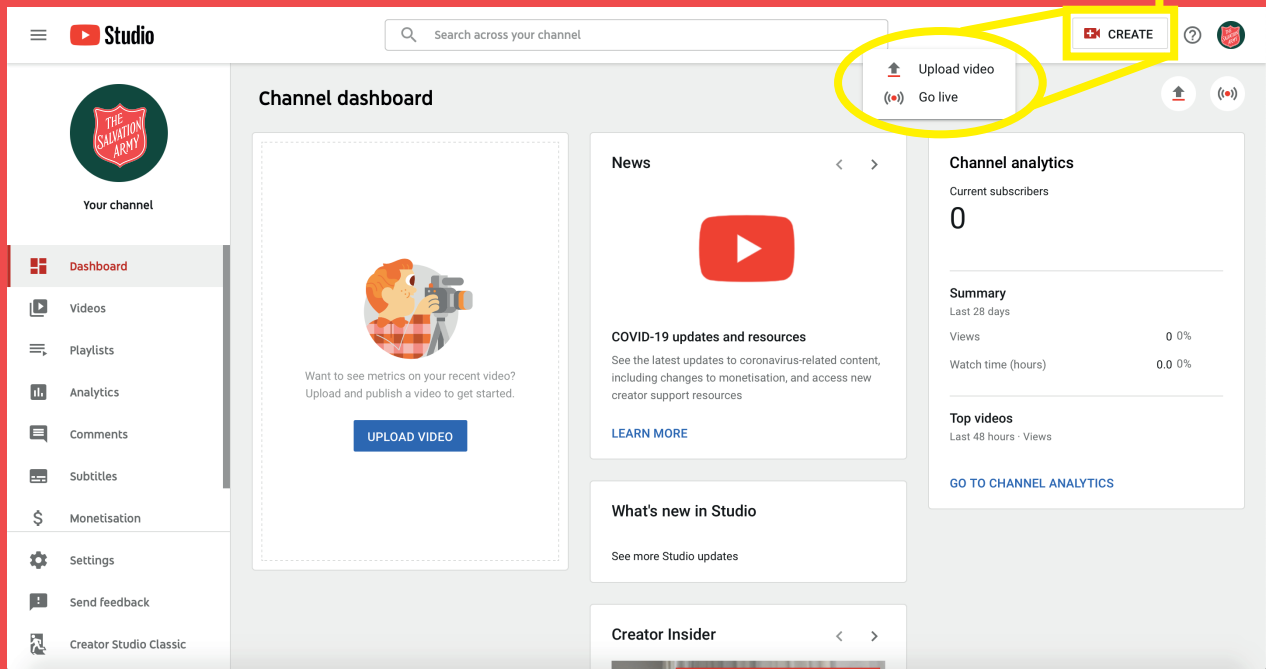 Studio
Search across your channel
CREATE
Upload video
Go live
THE
SALVATION
ARMY
Your channel
Dashboard
Videos
Playlists
Analytics
Comments
Subtitles
Monetisation
Settings
Send feedback
Creator Studio Classic
Channel dashboard
Want to see metrics on your recent video?
Upload and publish a video to get started.
UPLOAD VIDEO
News
COVID-19 updates and resources
See the latest updates to coronavirus-related content,
including changes to monetisation, and access new
creator support resources
LEARN MORE
What's new in Studio
See more Studio updates
Creator Insider
Channel analytics
Current subscribers
0
Summary
Last 28 days
Views 0 0%
Watch time (hours) 0.0 0%
Top videos
Last 48 hours · Views
GO TO CHANNEL ANALYTICS